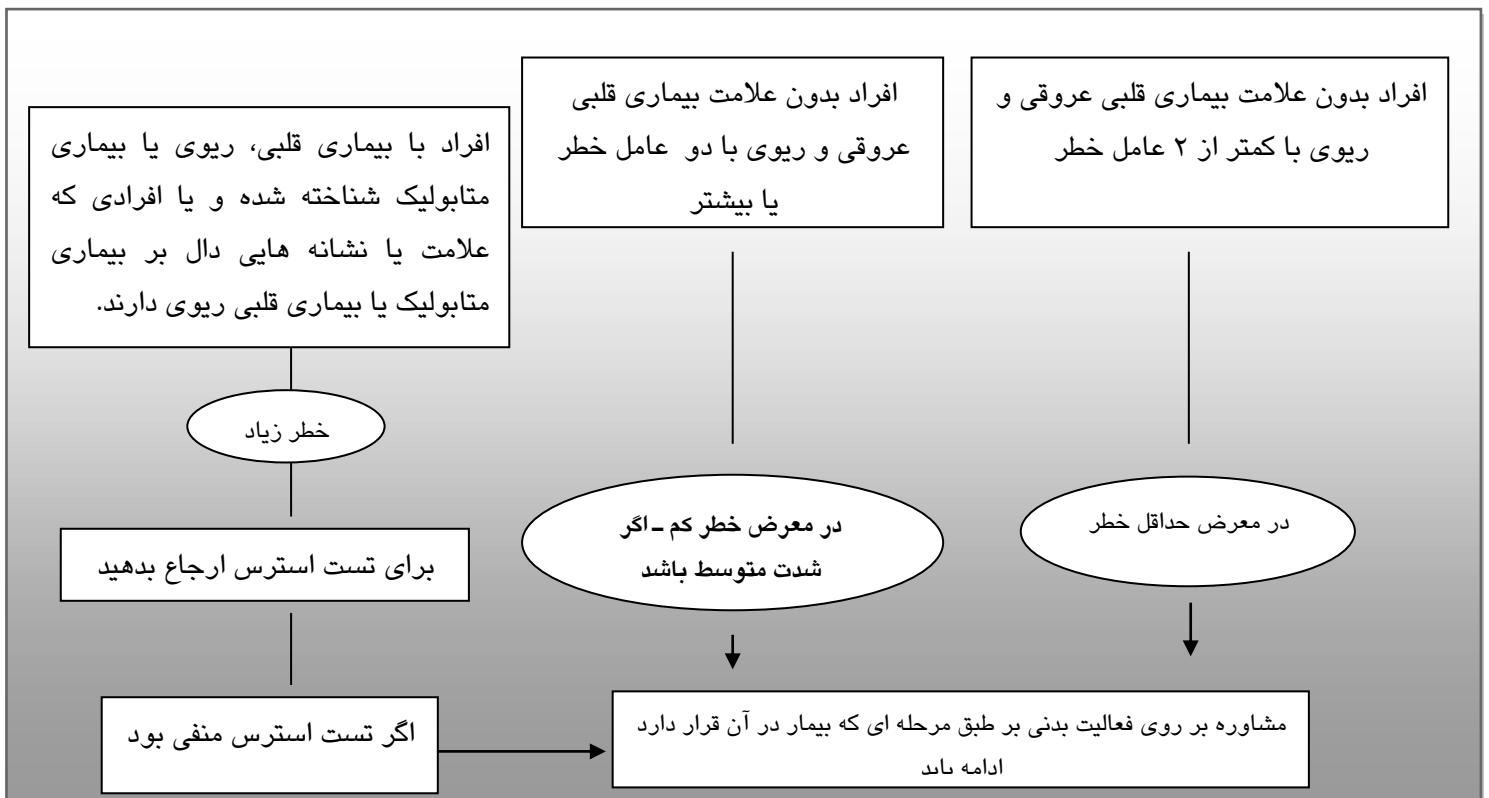 افراد بدون علامت بیماری قلبی عروقی و
ریوی با کمتر از ۲ عامل خطر
افراد بدون علامت بیماری قلبی
عروقی و ریوی با دو عامل خطر
یا بیشتر
افراد با بیماری قلبی، ریوی یا بیماری
متابولیک شناخته شده و یا افرادی که
علامت یا نشانه هایی دال بر بیماری
متابولیک یا بیماری قلبی ریوی دارند.
خطر زیاد
در معرض حداقل خطر
در معرض خطر کم – اگر
شدت متوسط باشد
برای تست استرس ارجاع بدهید
اگر تست استرس منفی بود
مشاوره بر روی فعالیت بدنی بر طبق مرحله ای که بیمار در آن قرار دارد
ادامه یابد